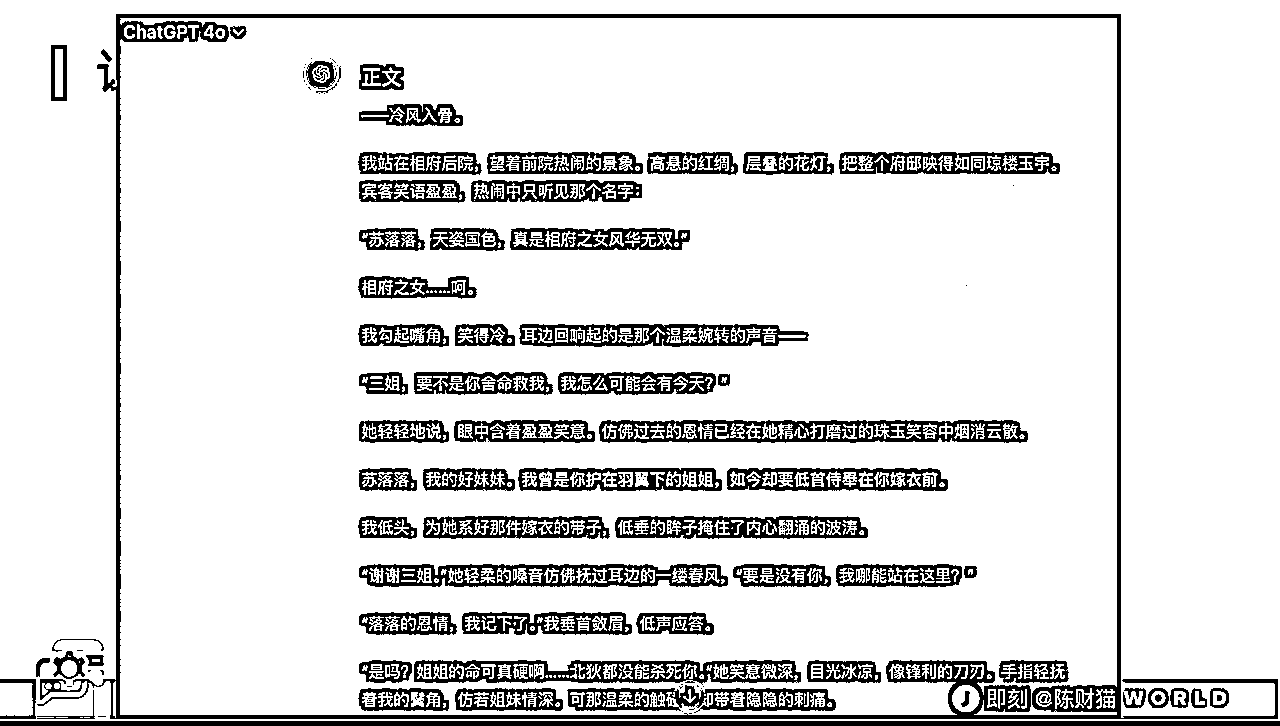 ChatGPT 4o
正文
——冷风入骨。
我站在相府后院，望着前院热闹的景象。高悬的红绸，层叠的花灯，把整个府邸映得如同琼楼玉宇。
宾客笑语盈盈，热闹中只听见那个名字：
“苏落落，天姿国色，真是相府之女风华无双。”
相府之女……呵。
我勾起嘴角，笑得冷。耳边回响起的是那个温柔婉转的声音——
“三姐，要不是你舍命救我，我怎么可能会有今天？”
她轻轻地说，眼中含着盈盈笑意。仿佛过去的恩情已经在她精心打磨过的珠玉笑容中烟消云散。
苏落落，我的好妹妹。我曾是你护在羽翼下的姐姐，如今却要低首侍奉在你嫁衣前。
我低头，为她系好那件嫁衣的带子，低垂的眸子掩住了内心翻涌的波涛。
“谢谢三姐。”她轻柔的嗓音仿佛抚过耳边的一缕春风，“要是没有你，我哪能站在这里？”
“落落的恩情，我记下了。”我垂首敛眉，低声应答。
“是吗？姐姐的命可真硬啊……北狄都没能杀死你。”她笑意微深，目光冰凉，像锋利的刀刃。手指轻抚
着我的鬓角，仿若姐妹情深。可那温柔的触 却带着隐隐的刺痛。
即刻 @陈财猫 WORLD